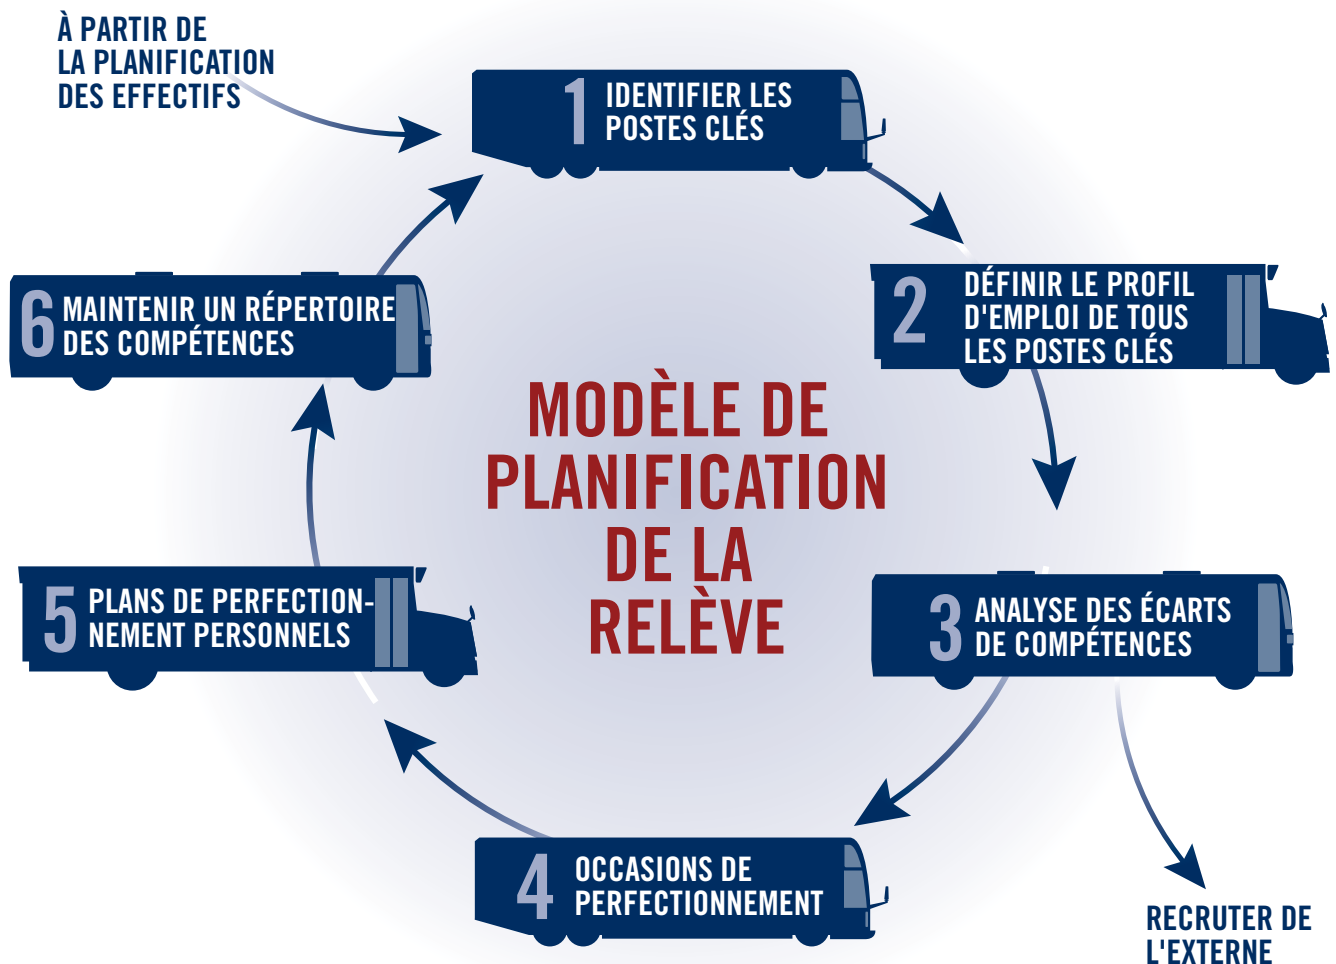 À PARTIR DE
LA PLANIFICATION
DES EFFECTIFS
1 IDENTIFIER LES
POSTES CLÉS
2 DÉFINIR LE PROFIL
D'EMPLOI DE TOUS
LES POSTES CLÉS
3 ANALYSE DES ÉCARTS
DE COMPÉTENCES
RECRUTER DE
L'EXTERNE
4 OCCASIONS DE
PERFECTIONNEMENT
5 PLANS DE PERFECTION-
NEMENT PERSONNELS
6 MAINTENIR UN RÉPERTOIRE
DES COMPÉTENCES
MODÈLE DE
PLANIFICATION
DE LA
RELÈVE